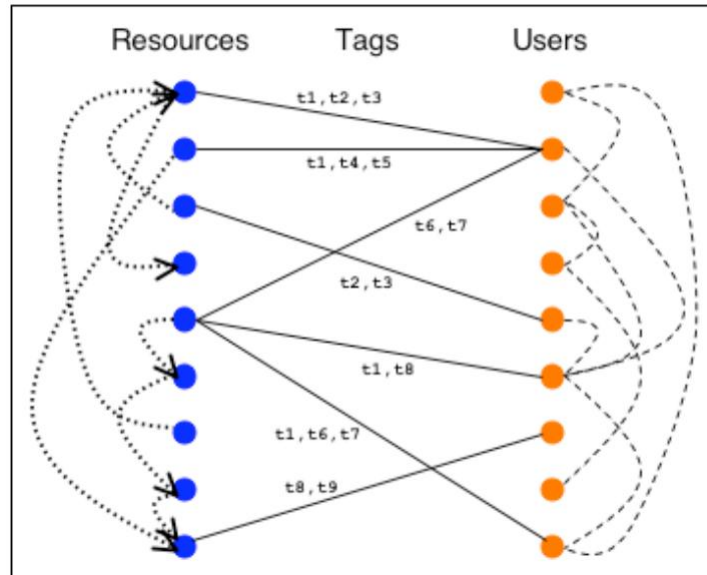 Resources Tags Users
t1,t2,t3
t1,t4,t5
t6,t7
t2,t3
t1,t8
t1,t6,t7
t8,t9